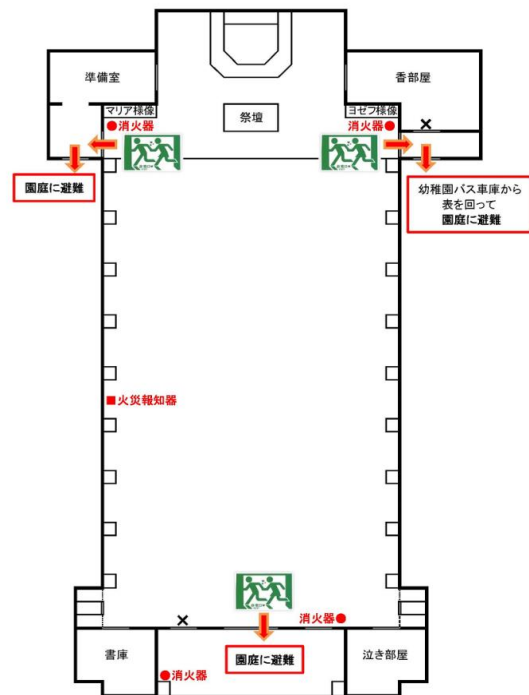 準備室
香部屋
マリア様像
ヨゼフ様像
●消火器
祭壇
消火器●
園庭に避難
幼稚園バス車庫から
表を回って
園庭に避難
■火災報知器
消火器●
書庫
園庭に避難
泣き部屋
●消火器